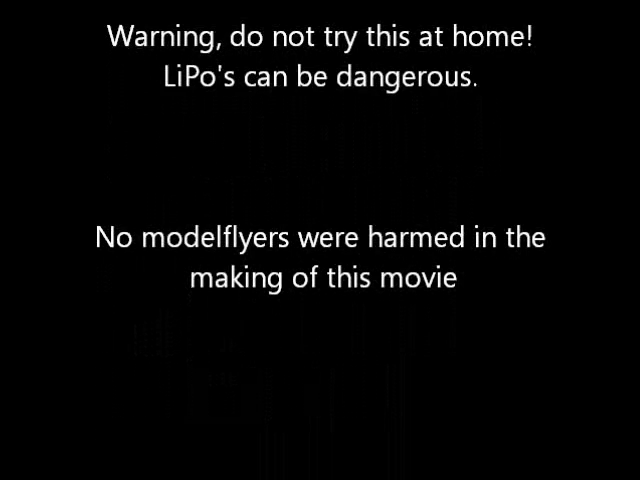 Warning, do not try this at home!
LiPo's can be dangerous.
No modelflyers were harmed in the
making of this movie